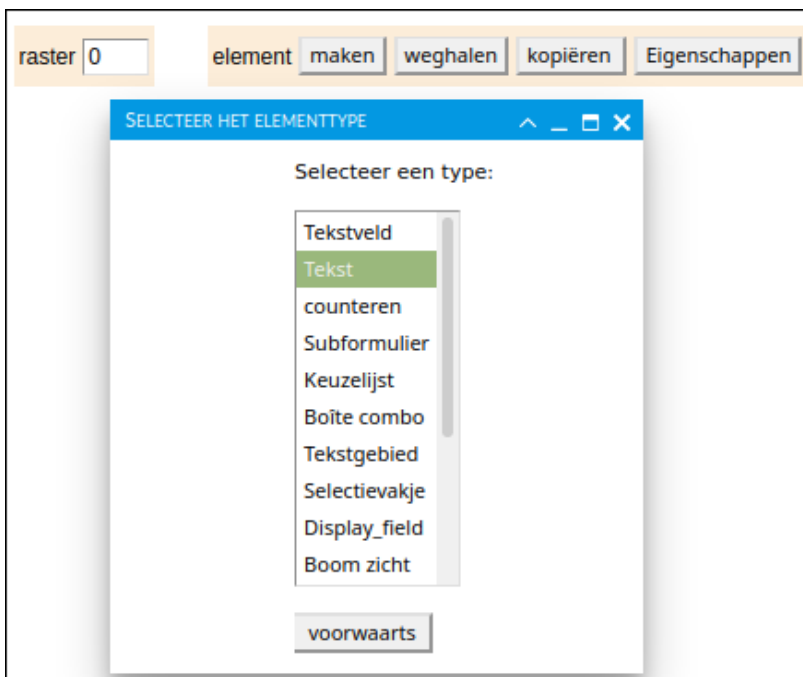 raster 0 element maken weghalen kopiëren Eigenschappen
Selecteer het elementtype
Selecteer een type:
Tekstveld
Tekst
counteren
Subformulier
Keuzelijst
Boîte combo
Tekstgebied
Selectievakje
Display_field
Boom zicht
voorwaarts